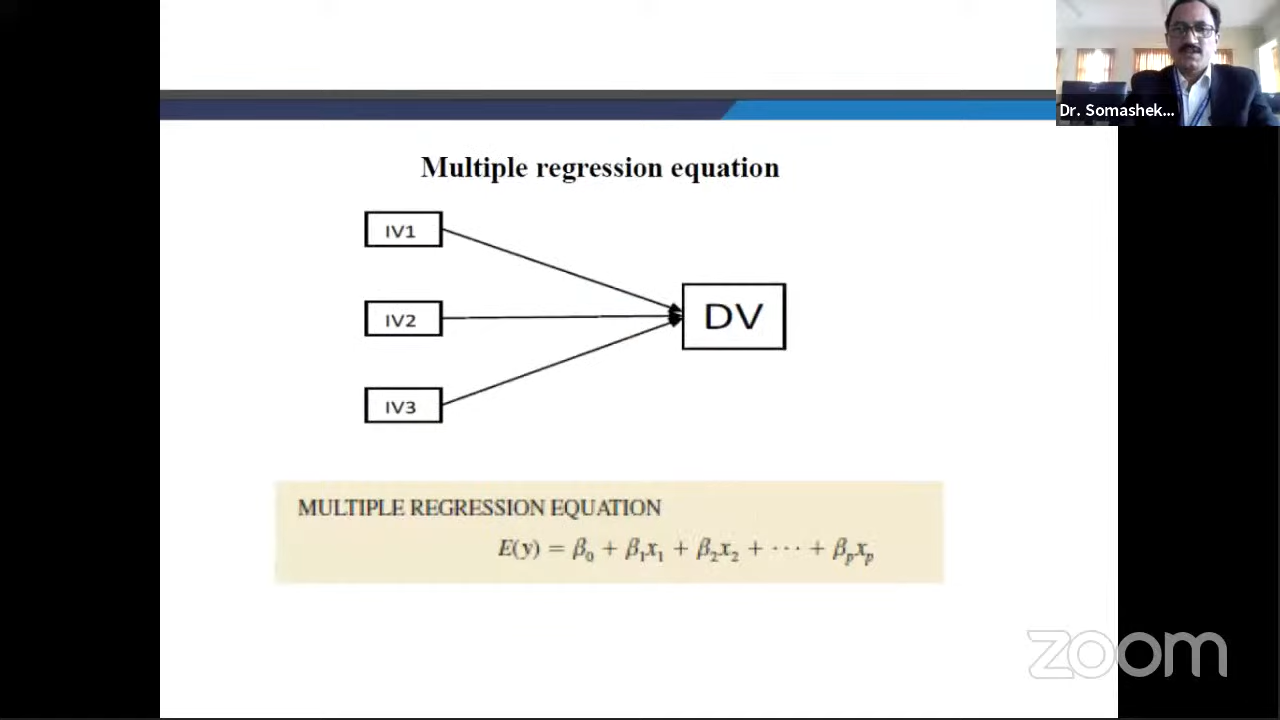 Dr. Somashek...
Multiple regression equation
IV1
IV2
DV
IV3
MULTIPLE REGRESSION EQUATION
E(y) = β₀ + β₁x₁ + β₂x₂ + ··· + βₚxₚ
zoom